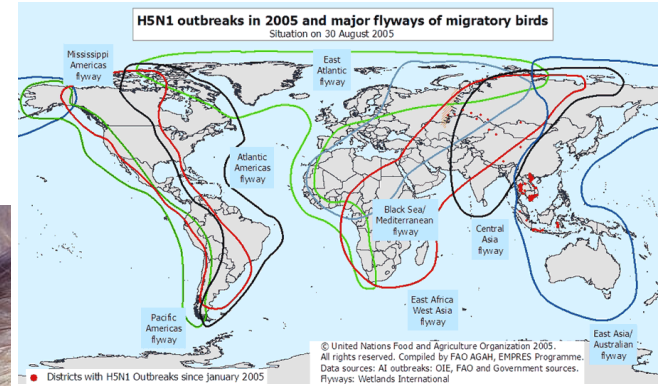 H5N1 outbreaks in 2005 and major flyways of migratory birds
Situation on 30 August 2005
Mississippi
Americas
flyway
East
Atlantic
flyway
Atlantic
Americas
flyway
Black Sea/
Mediterranean
flyway
Central
Asia
flyway
East Africa
West Asia
flyway
Pacific
Americas
flyway
East Asia/
Australian
flyway
© United Nations Food and Agriculture Organization 2005.
All rights reserved. Compiled by FAO AGAH, EMPRES Programme.
Data sources: AI outbreaks: OIE, FAO and Government sources.
Flyways: Wetlands International
Districts with H5N1 Outbreaks since january 2005